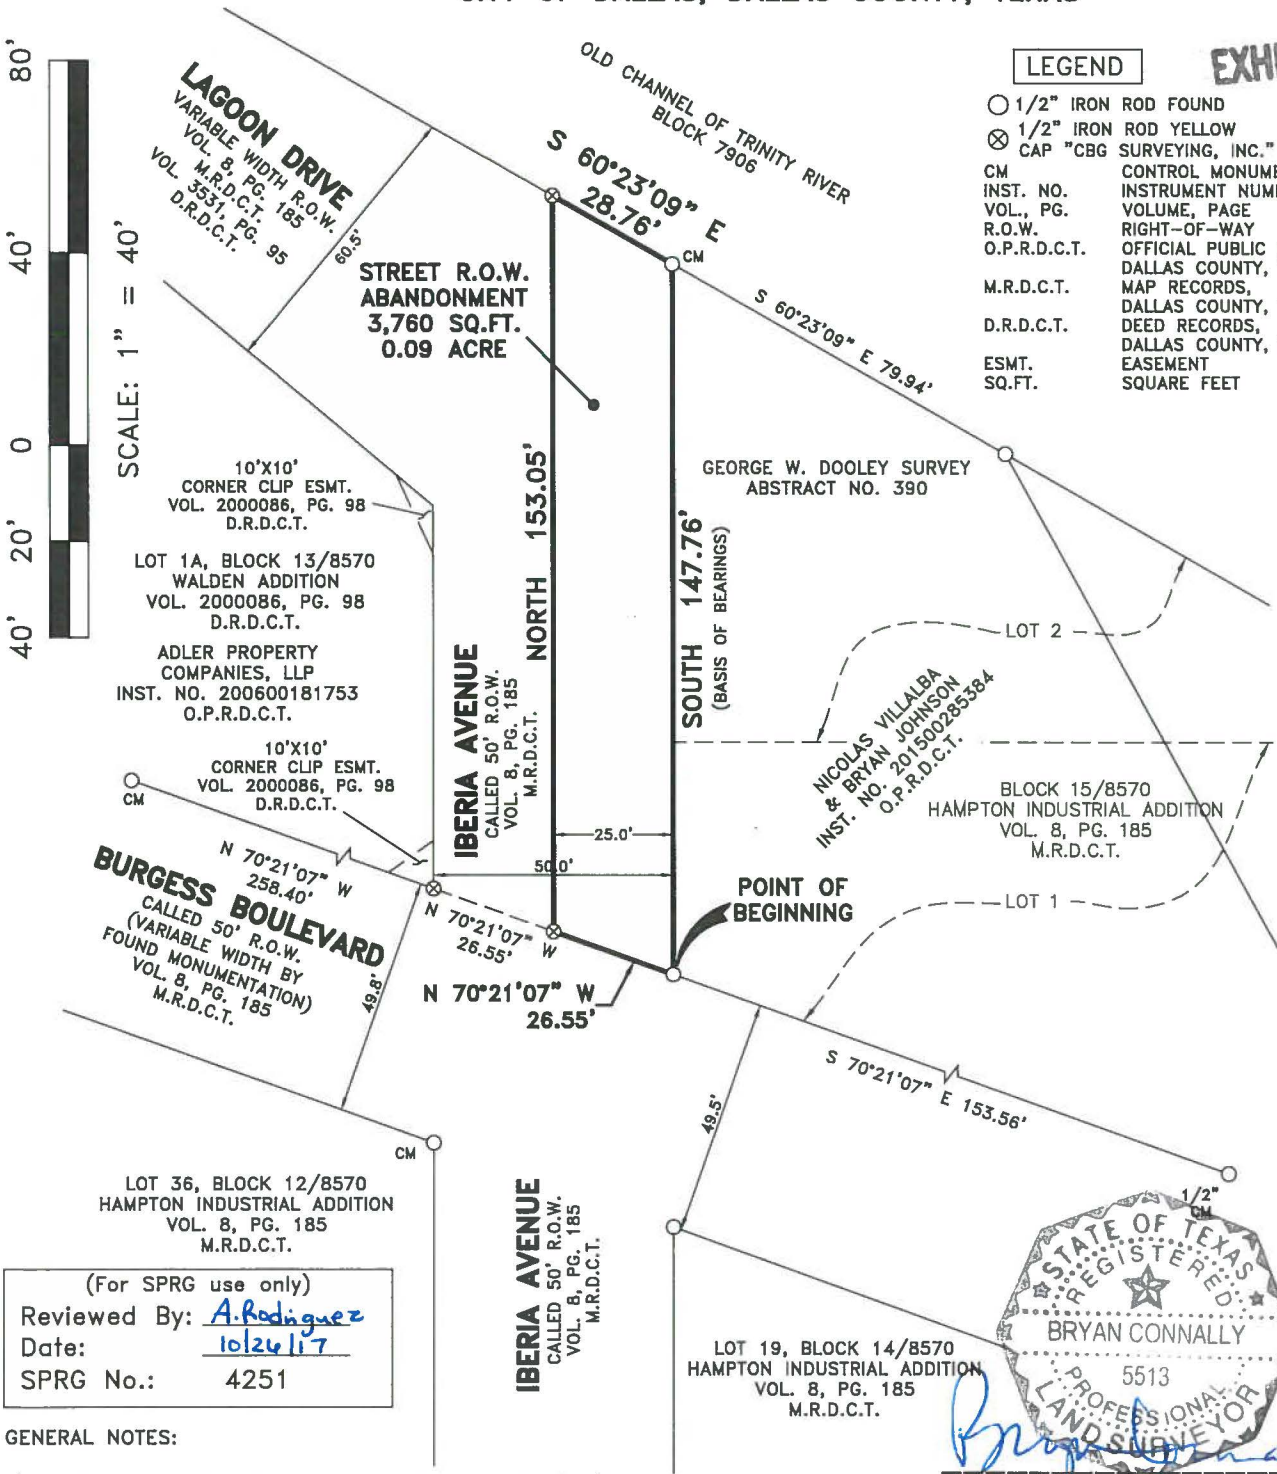 80'
40'
0
20'
40'
SCALE: 1" = 40'
LAGOON DRIVE
VARIABLE WIDTH R.O.W.
VOL. 8, PG. 185
M.R.D.C.T.
VOL. 3531, PG. 95
D.R.D.C.T.
60.5'
OLD CHANNEL OF TRINITY RIVER
BLOCK 7906
S 60°23'09" E
28.76'
CM
S 60°23'09" E 79.94'
LEGEND
1/2" IRON ROD FOUND
1/2" IRON ROD YELLOW
CAP "CBG SURVEYING, INC."
CM CONTROL
INST. NO. INSTRUMENT
VOL., PG. VOLUME, PAGE
R.O.W. RIGHT-OF-WAY
O.P.R.D.C.T. OFFICIAL PUBLIC
DALLAS COUNTY,
M.R.D.C.T. MAP RECORDS,
DALLAS COUNTY,
D.R.D.C.T. DEED RECORDS,
DALLAS COUNTY,
ESMT. EASEMENT
SQ.FT. SQUARE FEET
STREET R.O.W.
ABANDONMENT
3,760 SQ.FT.
0.09 ACRE
GEORGE W. DOOLEY SURVEY
ABSTRACT NO. 390
10'X10'
CORNER CLIP ESMT.
VOL. 2000086, PG. 98
D.R.D.C.T.
LOT 1A, BLOCK 13/8570
WALDEN ADDITION
VOL. 2000086, PG. 98
D.R.D.C.T.
ADLER PROPERTY
COMPANIES, LLP
INST. NO. 200600181753
O.P.R.D.C.T.
10'X10'
CORNER CLIP ESMT.
VOL. 2000086, PG. 98
D.R.D.C.T.
CM
IBERIA AVENUE
CALLED 50' R.O.W.
VOL. 8, PG. 185
M.R.D.C.T.
NORTH 153.05'
SOUTH 147.76'
(BASIS OF BEARINGS)
LOT 2
NICOLAS VILLALBA
& BRYAN JOHNSON
INST. NO. 201500285384
O.P.R.D.C.T.
BLOCK 15/8570
HAMPTON INDUSTRIAL ADDITION
VOL. 8, PG. 185
M.R.D.C.T.
LOT 1
25.0'
50.0'
POINT OF
BEGINNING
N 70°21'07" W
258.40'
BURGESS BOULEVARD
CALLED 50' R.O.W.
(VARIABLE WIDTH BY
FOUND MONUMENTATION)
VOL. 8, PG. 185
M.R.D.C.T.
49.8'
N 70°21'07" W
26.55'
N 70°21'07" W
26.55'
S 70°21'07" E 153.56'
49.5'
CM
1/2"
CM
LOT 36, BLOCK 12/8570
HAMPTON INDUSTRIAL ADDITION
VOL. 8, PG. 185
M.R.D.C.T.
IBERIA AVENUE
CALLED 50' R.O.W.
VOL. 8, PG. 185
M.R.D.C.T.
LOT 19, BLOCK 14/8570
HAMPTON INDUSTRIAL ADDITION
VOL. 8, PG. 185
M.R.D.C.T.
(For SPRG use only)
Reviewed By: A.Rodriguez
Date: 10/26/17
SPRG No.: 4251
STATE OF TEXAS
REGISTERED
BRYAN CONNALLY
5513
PROFESSIONAL
LAND SURVEYOR
GENERAL NOTES: